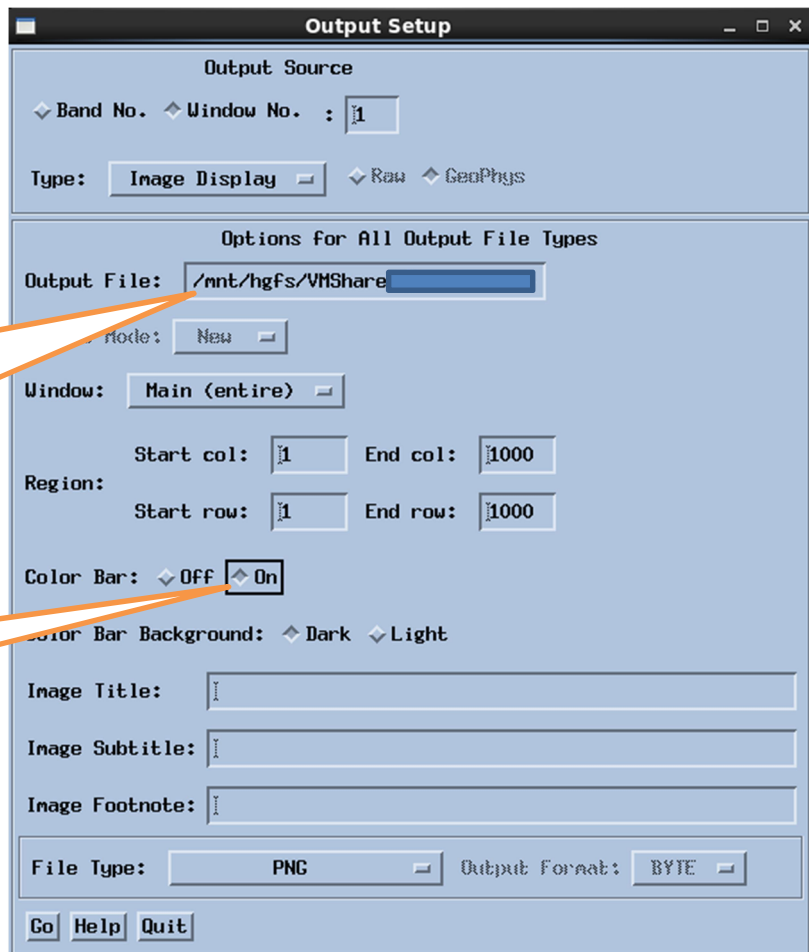 Output Setup
Output Source
Band No. Window No. : 1
Type: Image Display Raw GeoPhys
Options for All Output File Types
Output File: /mnt/hgfs/VMShare
Mode: New
Window: Main (entire)
Start col: 1 End col: 1000
Region:
Start row: 1 End row: 1000
Color Bar: Off On
Color Bar Background: Dark Light
Image Title:
Image Subtitle:
Image Footnote:
File Type: PNG Output Format: BYTE
Go Help Quit